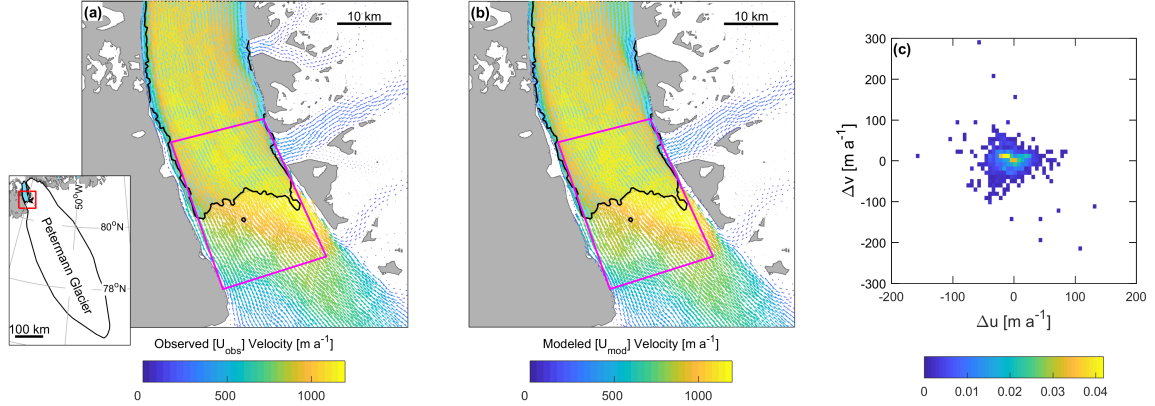 (a)
10 km
(b)
10 km
(c)
300
200
100
0
-100
-200
-300
Δv [m a⁻¹]
-200
-100
0
100
200
Δu [m a⁻¹]
50°W
80°N
78°N
Petermann Glacier
100 km
Observed [U_obs] Velocity [m a⁻¹]
0
500
1000
Modeled [U_mod] Velocity [m a⁻¹]
0
500
1000
0
0.01
0.02
0.03
0.04